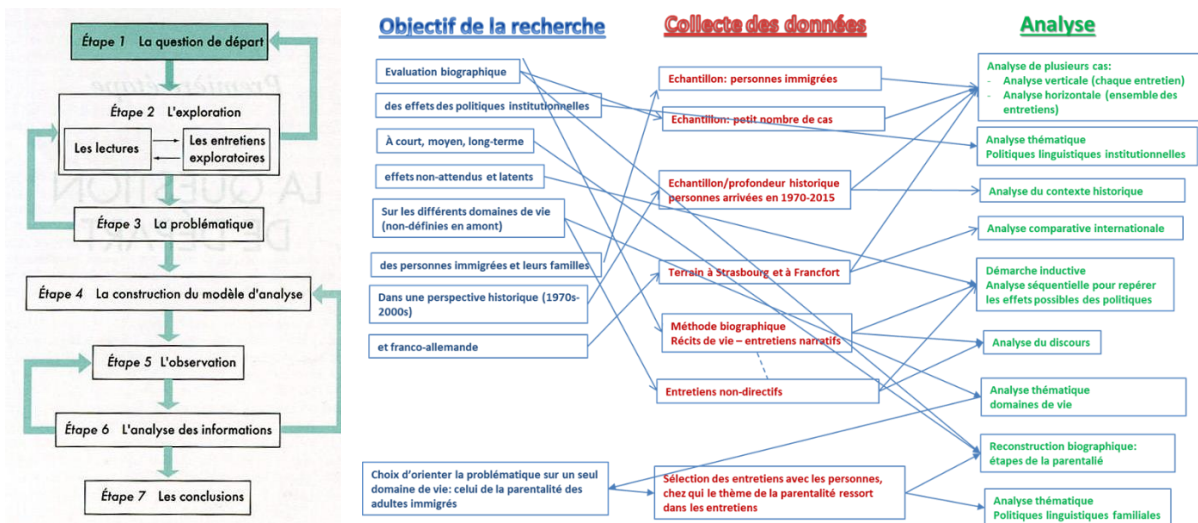 Étape 1 La question de départ
Étape 2 L'exploration
Les lectures
Les entretiens
exploratoires
Étape 3 La problématique
Étape 4 La construction du modèle d'analyse
Étape 5 L'observation
Étape 6 L'analyse des informations
Étape 7 Les conclusions
Première étape
LA QUESTION
DE DÉPART
Objectif de la recherche
Evaluation biographique
des effets des politiques institutionnelles
À court, moyen, long-terme
effets non-attendus et latents
Sur les différents domaines de vie
(non-définies en amont)
des personnes immigrées et leurs familles
Dans une perspective historique (1970s-
2000s)
et franco-allemande
Choix d'orienter la problématique sur un seul
domaine de vie: celui de la parentalité des
adultes immigrés
Collecte des données
Echantillon: personnes immigrées
Echantillon: petit nombre de cas
Echantillon/profondeur historique
personnes arrivées en 1970-2015
Terrain à Strasbourg et à Francfort
Méthode biographique
Récits de vie – entretiens narratifs
Entretiens non-directifs
Sélection des entretiens avec les personnes,
chez qui le thème de la parentalité ressort
dans les entretiens
Analyse
Analyse de plusieurs cas:
- Analyse verticale (chaque entretien)
- Analyse horizontale (ensemble des
entretiens)
Analyse thématique
Politiques linguistiques institutionnelles
Analyse du contexte historique
Analyse comparative internationale
Démarche inductive
Analyse séquentielle pour repérer
les effets possibles des politiques
Analyse du discours
Analyse thématique
domaines de vie
Reconstruction biographique:
étapes de la parentalié
Analyse thématique
Politiques linguistiques familiales